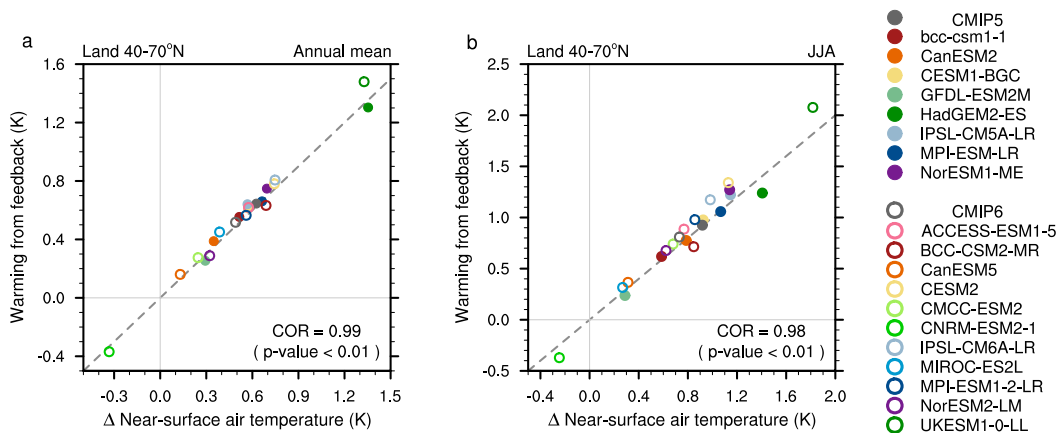 a
Land 40-70°N
Annual mean
1.6
1.2
0.8
0.4
0.0
-0.4
Warming from feedback (K)
COR = 0.99
( p-value < 0.01 )
-0.3
0.0
0.3
0.6
0.9
1.2
1.5
Δ Near-surface air temperature (K)
b
Land 40-70°N
JJA
2.5
2.0
1.5
1.0
0.5
0.0
-0.5
Warming from feedback (K)
COR = 0.98
( p-value < 0.01 )
-0.4
0.0
0.4
0.8
1.2
1.6
2.0
Δ Near-surface air temperature (K)
CMIP5
bcc-csm1-1
CanESM2
CESM1-BGC
GFDL-ESM2M
HadGEM2-ES
IPSL-CM5A-LR
MPI-ESM-LR
NorESM1-ME
CMIP6
ACCESS-ESM1-5
BCC-CSM2-MR
CanESM5
CESM2
CMCC-ESM2
CNRM-ESM2-1
IPSL-CM6A-LR
MIROC-ES2L
MPI-ESM1-2-LR
NorESM2-LM
UKESM1-0-LL